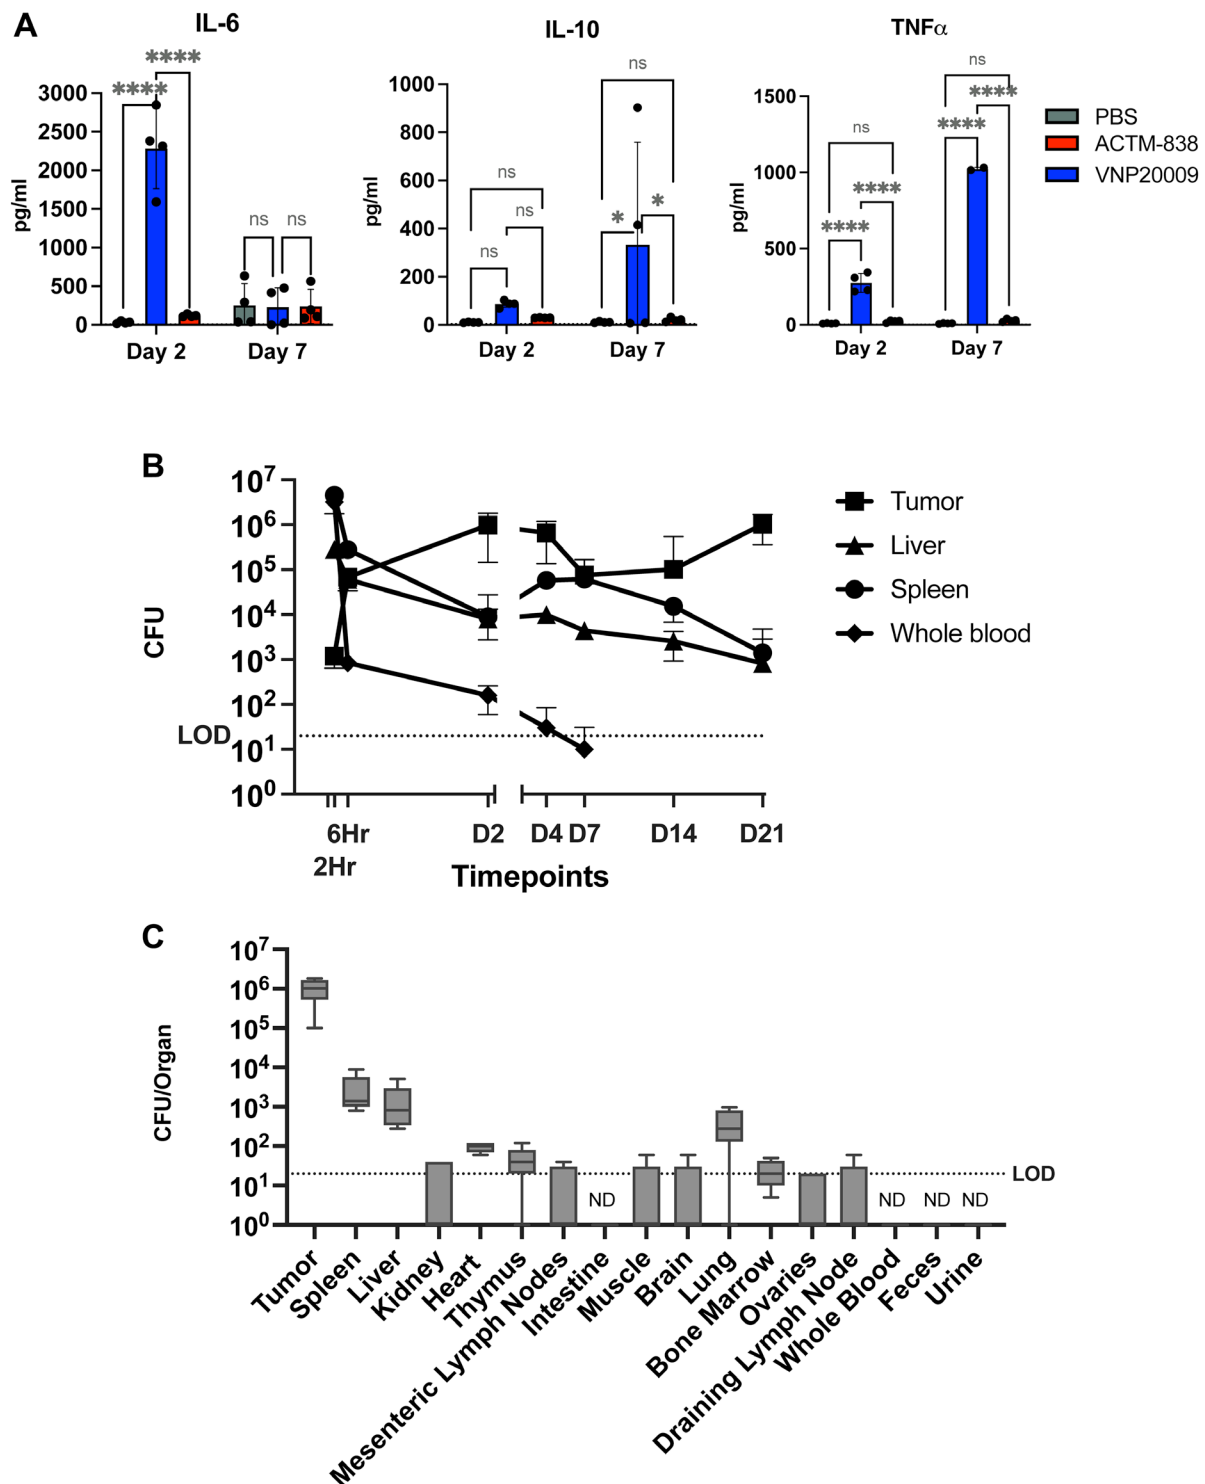 A
IL-6
IL-10
TNFα
pg/ml
3000
2500
2000
1500
1000
500
0
****
****
ns
ns
Day 2
Day 7
pg/ml
1000
800
600
400
200
0
ns
ns
ns
ns
*
*
Day 2
Day 7
pg/ml
1500
1000
500
0
ns
****
****
ns
****
****
Day 2
Day 7
PBS
ACTM-838
VNP20009
B
CFU
10⁷
10⁶
10⁵
10⁴
10³
10²
LOD
10¹
10⁰
6Hr
2Hr
D2
D4
D7
D14
D21
Timepoints
Tumor
Liver
Spleen
Whole blood
C
CFU/Organ
10⁷
10⁶
10⁵
10⁴
10³
10²
10¹
10⁰
LOD
ND
ND
ND
ND
Tumor
Spleen
Liver
Kidney
Heart
Thymus
Mesenteric Lymph Nodes
Intestine
Muscle
Brain
Lung
Bone Marrow
Ovaries
Draining Lymph Node
Whole Blood
Feces
Urine